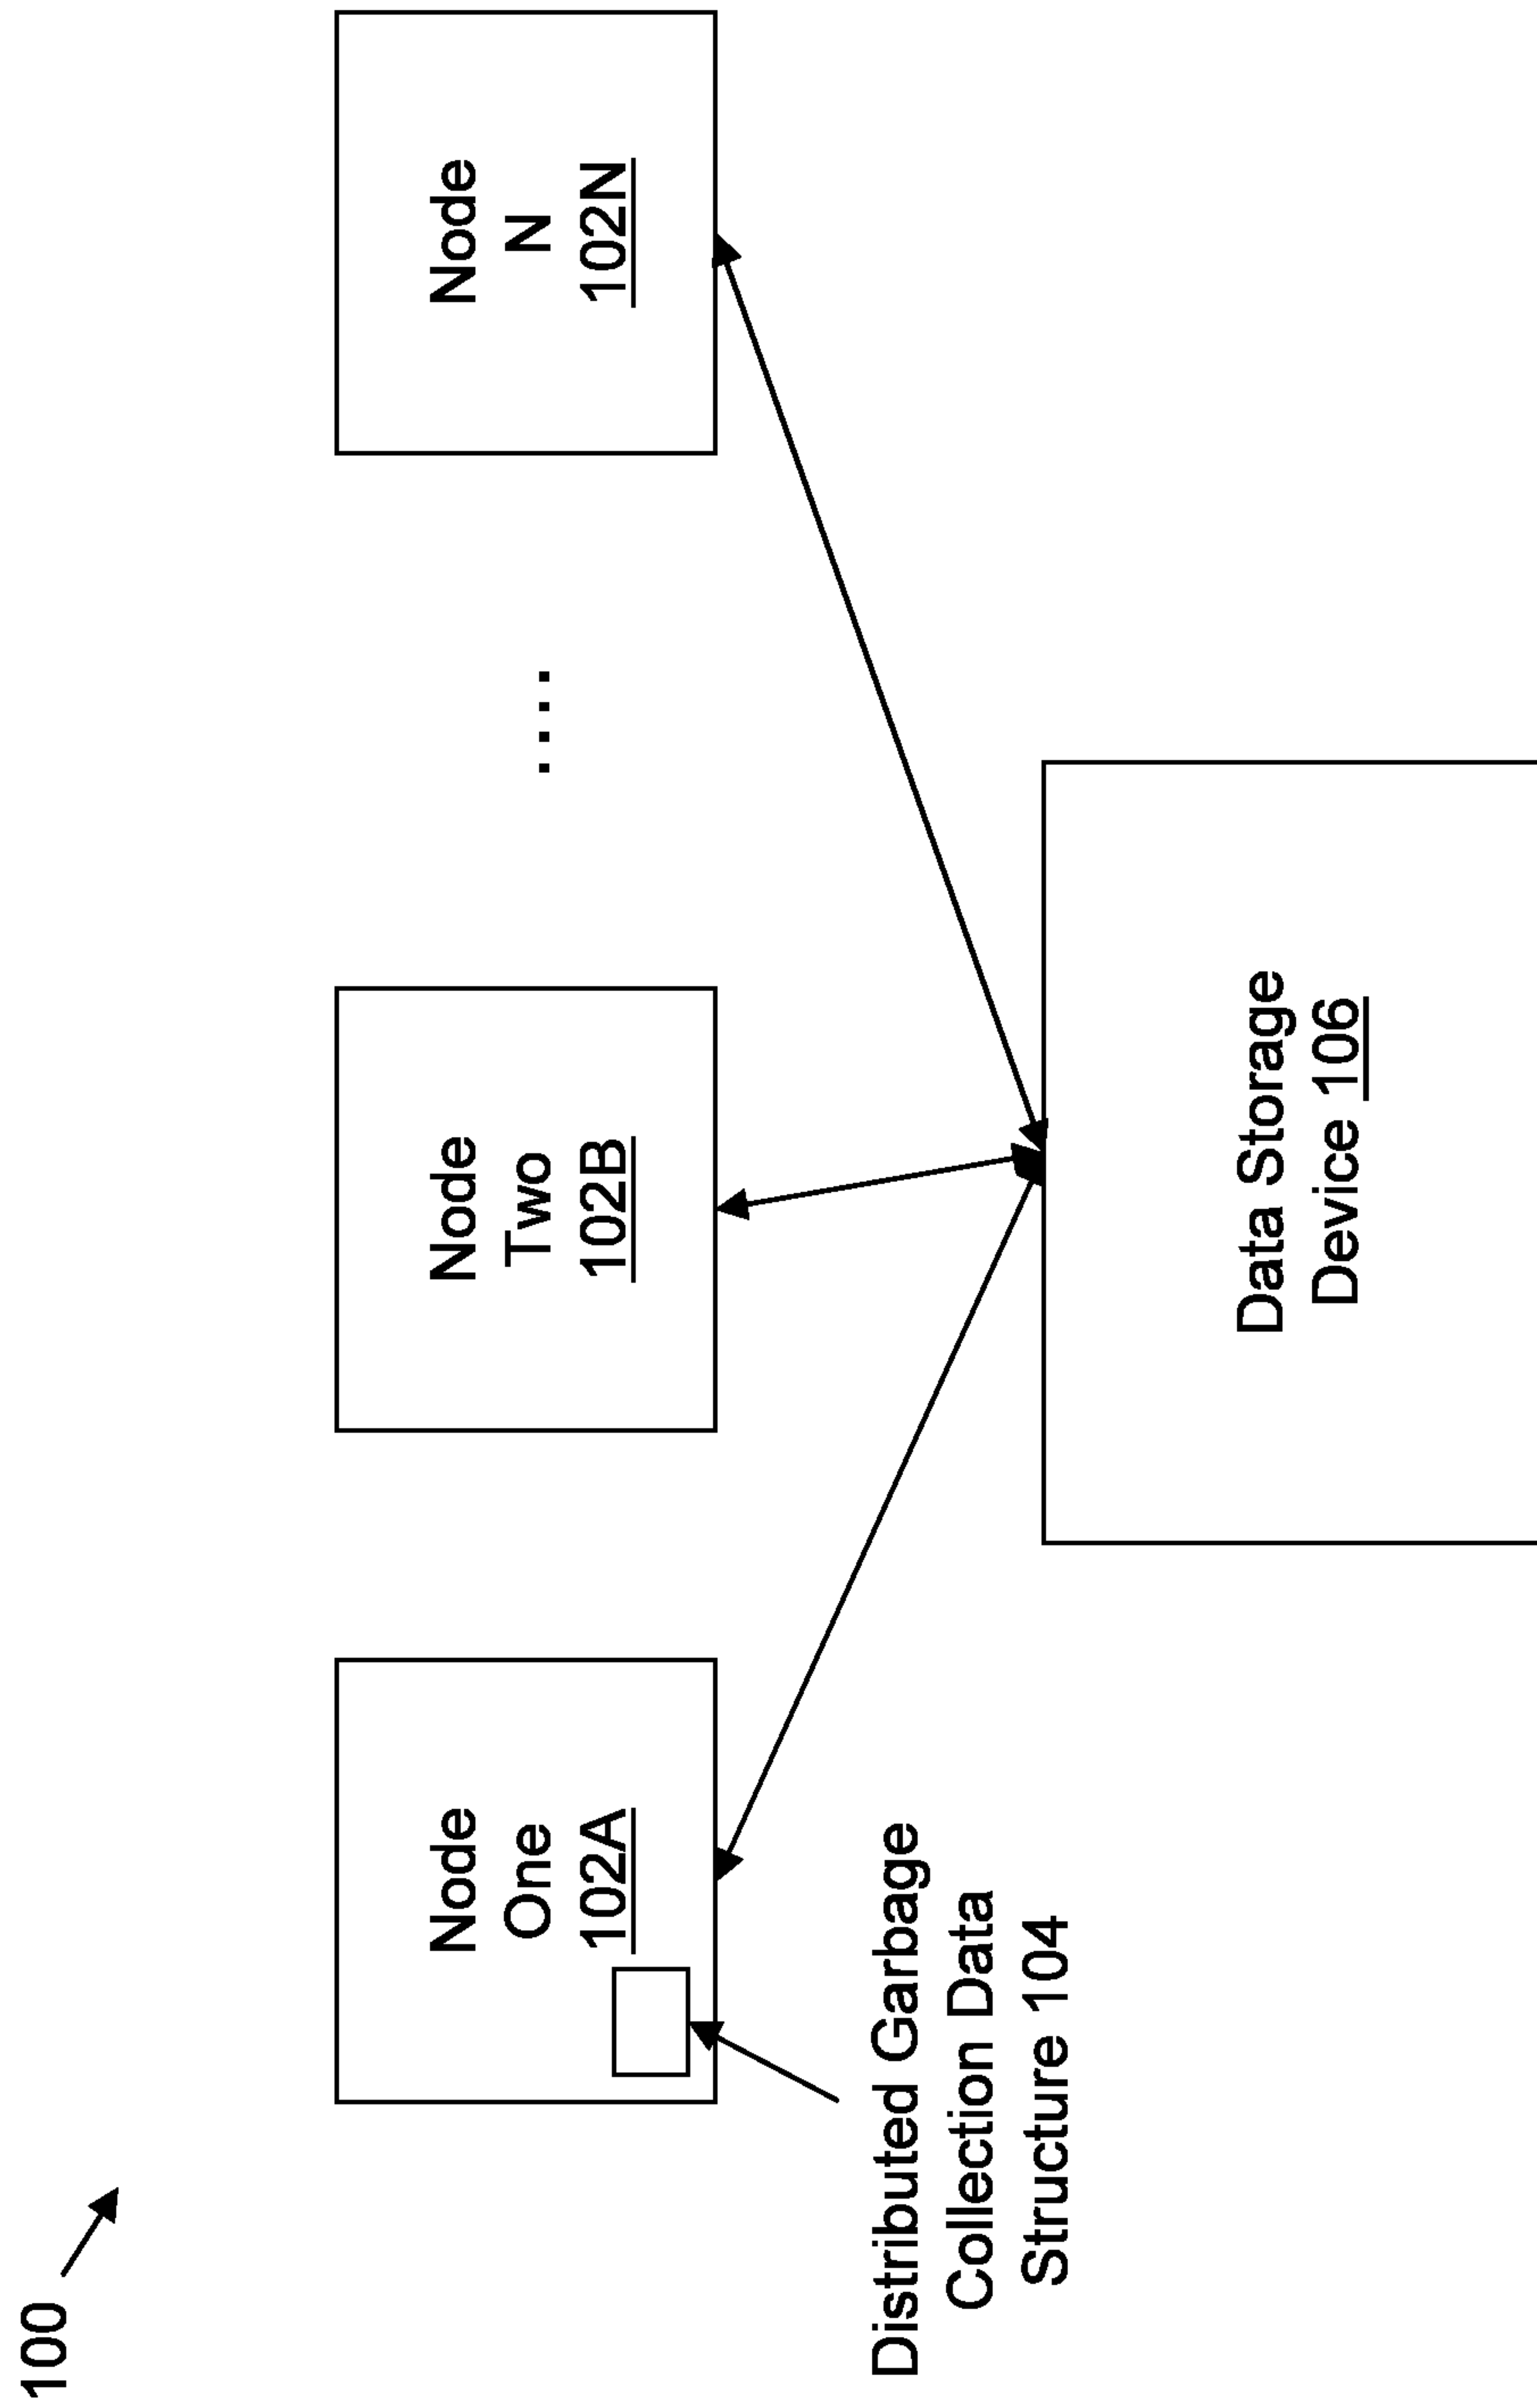 100
Node
One
102A
Node
Two
102B
....
Node
N
102N
Distributed Garbage
Collection Data
Structure 104
Data Storage
Device 106